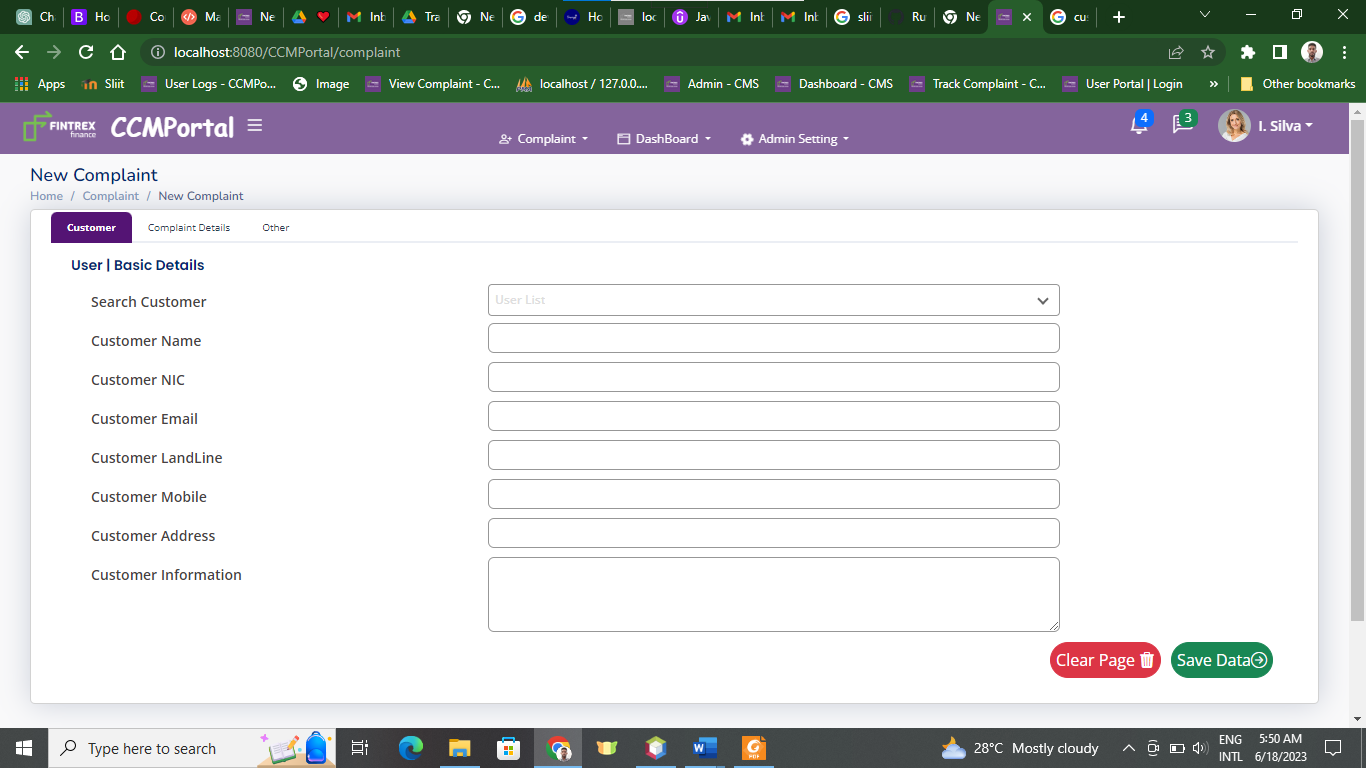 Ch
Ho
Co
Ma
Ne
Inb
Tra
Ne
de
Ho
loc
Jav
Inb
Inb
slii
Ru
Ne
cu
localhost:8080/CCMPortal/complaint
Apps
Sliit
User Logs - CCMPo...
Image
View Complaint - C...
localhost / 127.0.0....
Admin - CMS
Dashboard - CMS
Track Complaint - C...
User Portal | Login
»
Other bookmarks
FINTREX
finance
CCMPortal
Complaint
DashBoard
Admin Setting
4
3
I. Silva
New Complaint
Home / Complaint / New Complaint
Customer
Complaint Details
Other
User | Basic Details
Search Customer
User List
Customer Name
Customer NIC
Customer Email
Customer LandLine
Customer Mobile
Customer Address
Customer Information
Clear Page
Save Data
Type here to search
28°C Mostly cloudy
ENG
INTL
5:50 AM
6/18/2023